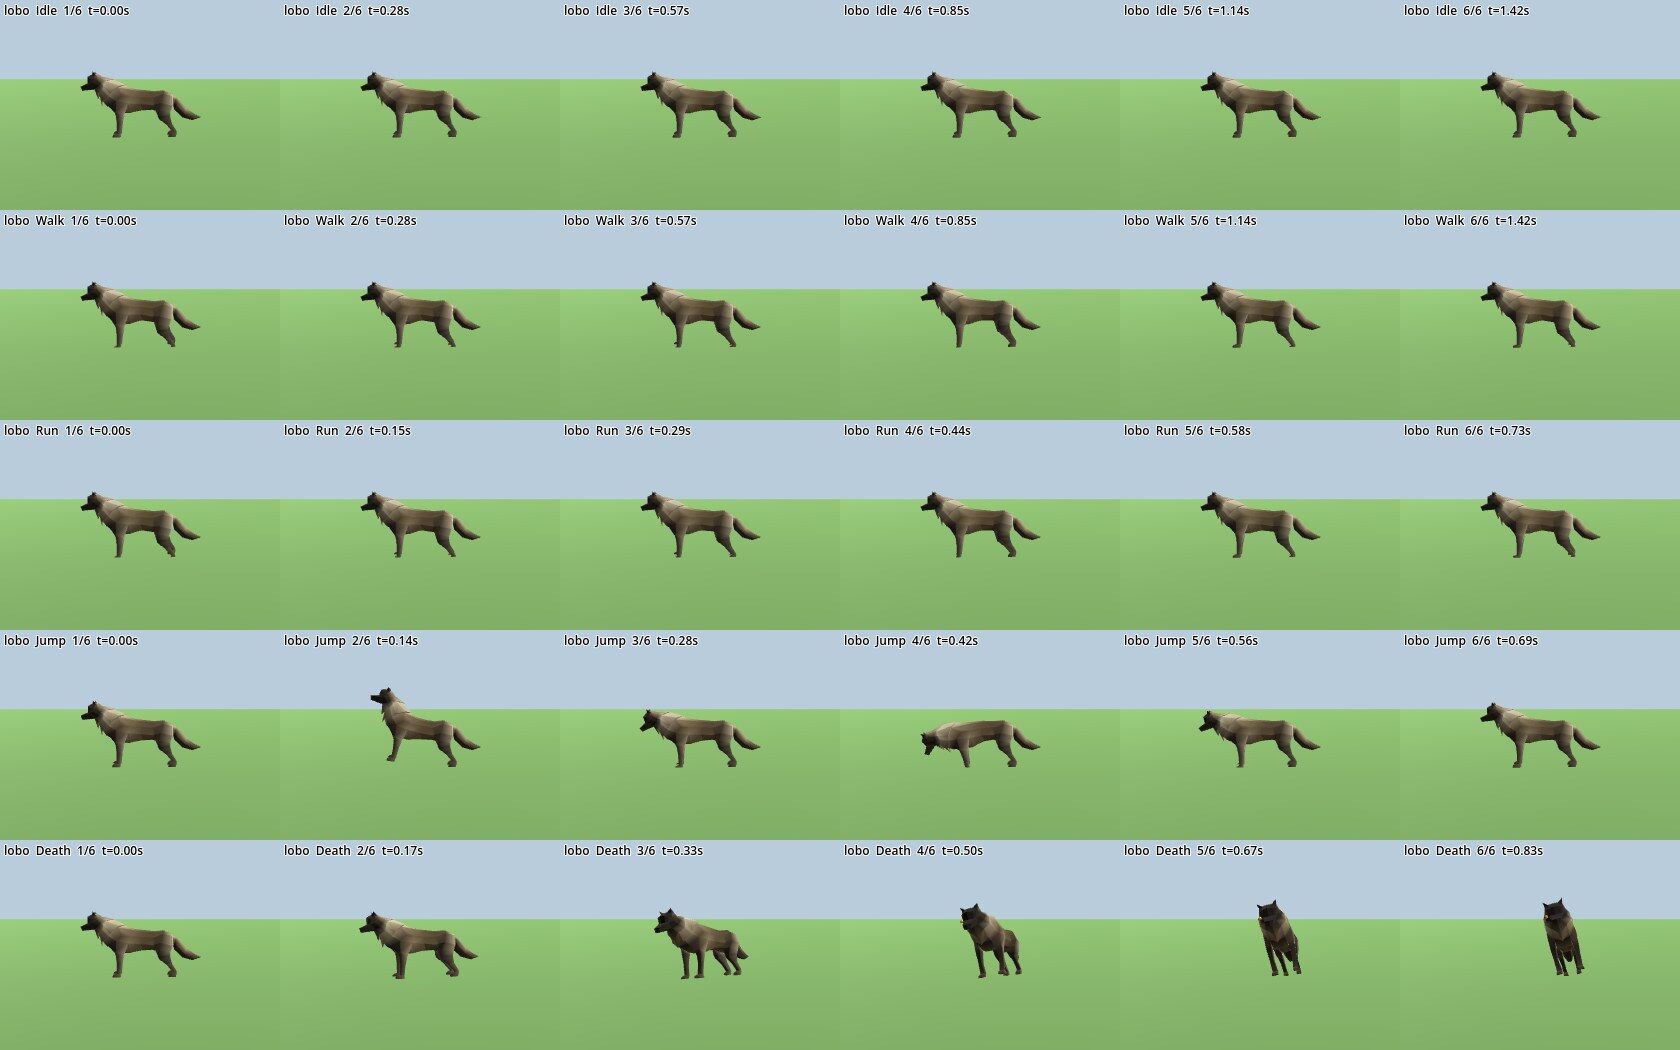 lobo Idle 1/6 t=0.00s
lobo Idle 2/6 t=0.28s
lobo Idle 3/6 t=0.57s
lobo Idle 4/6 t=0.85s
lobo Idle 5/6 t=1.14s
lobo Idle 6/6 t=1.42s
lobo Walk 1/6 t=0.00s
lobo Walk 2/6 t=0.28s
lobo Walk 3/6 t=0.57s
lobo Walk 4/6 t=0.85s
lobo Walk 5/6 t=1.14s
lobo Walk 6/6 t=1.42s
lobo Run 1/6 t=0.00s
lobo Run 2/6 t=0.15s
lobo Run 3/6 t=0.29s
lobo Run 4/6 t=0.44s
lobo Run 5/6 t=0.58s
lobo Run 6/6 t=0.73s
lobo Jump 1/6 t=0.00s
lobo Jump 2/6 t=0.14s
lobo Jump 3/6 t=0.28s
lobo Jump 4/6 t=0.42s
lobo Jump 5/6 t=0.56s
lobo Jump 6/6 t=0.69s
lobo Death 1/6 t=0.00s
lobo Death 2/6 t=0.17s
lobo Death 3/6 t=0.33s
lobo Death 4/6 t=0.50s
lobo Death 5/6 t=0.67s
lobo Death 6/6 t=0.83s